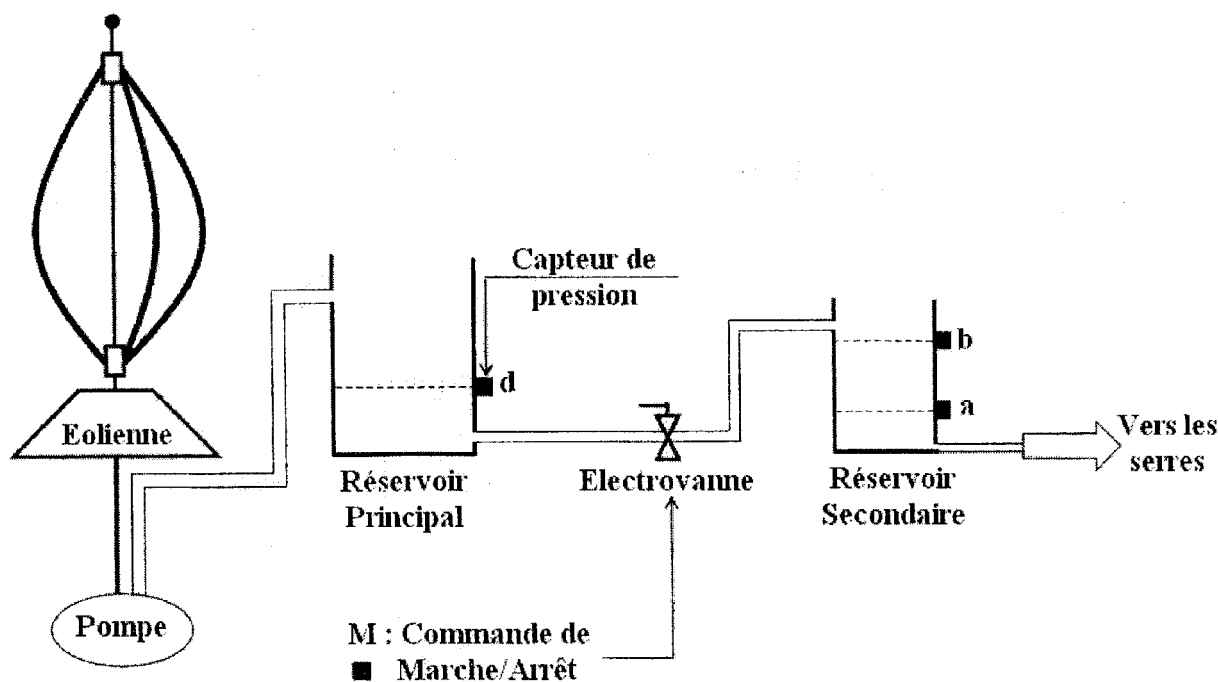 Capteur de
pression
d
b
a
Eolienne
Réservoir
Principal
Electrovanne
Réservoir
Secondaire
Vers les
serres
Pompe
M : Commande de
Marche/Arrêt